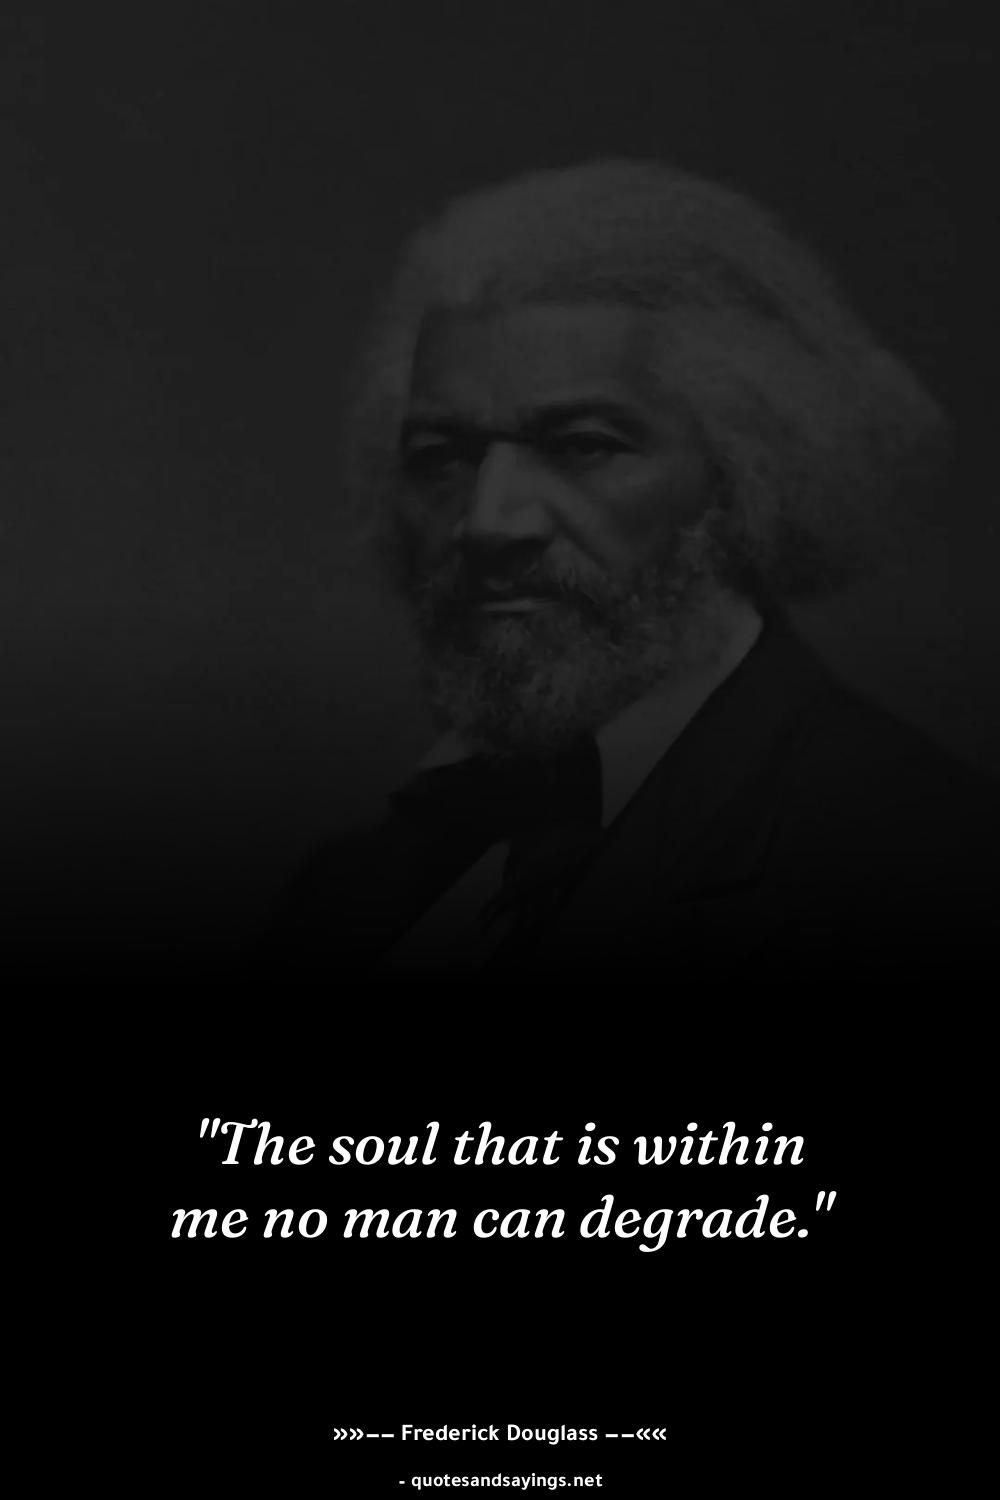 "The soul that is within
me no man can degrade."
»»–– Frederick Douglass ––««
- quotesandsayings.net